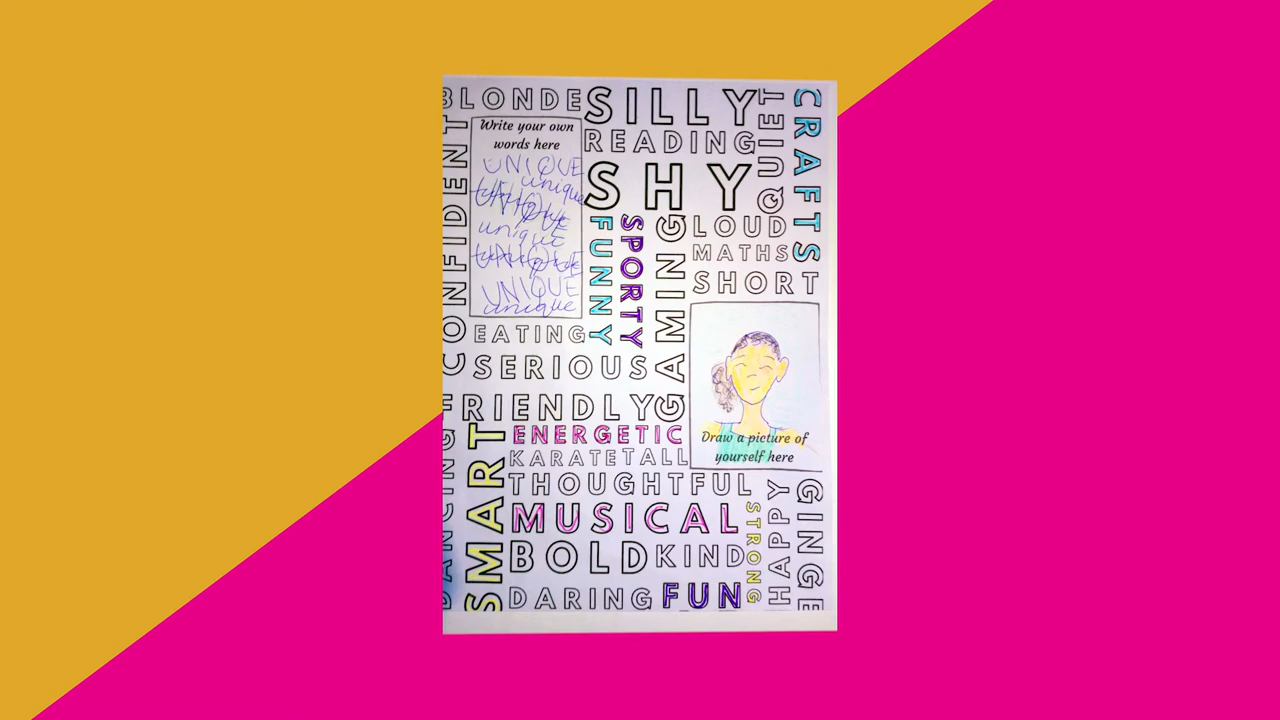 BLONDE
SILLY
QUIET
CRAFTS
CONFIDENT
Write your own
words here
UNIQUE
unique
unique
UNIQUE
unique
READING
SHY
FUNNY
SPORTY
GAMING
LOUD
MATHS
SHORT
EATING
SERIOUS
FRIENDLY
ENERGETIC
KARATE TALL
Draw a picture of
yourself here
DANCING
SMART
THOUGHTFUL
MUSICAL
BOLD KIND
DARING FUN
STRONG
HAPPY
GINGE